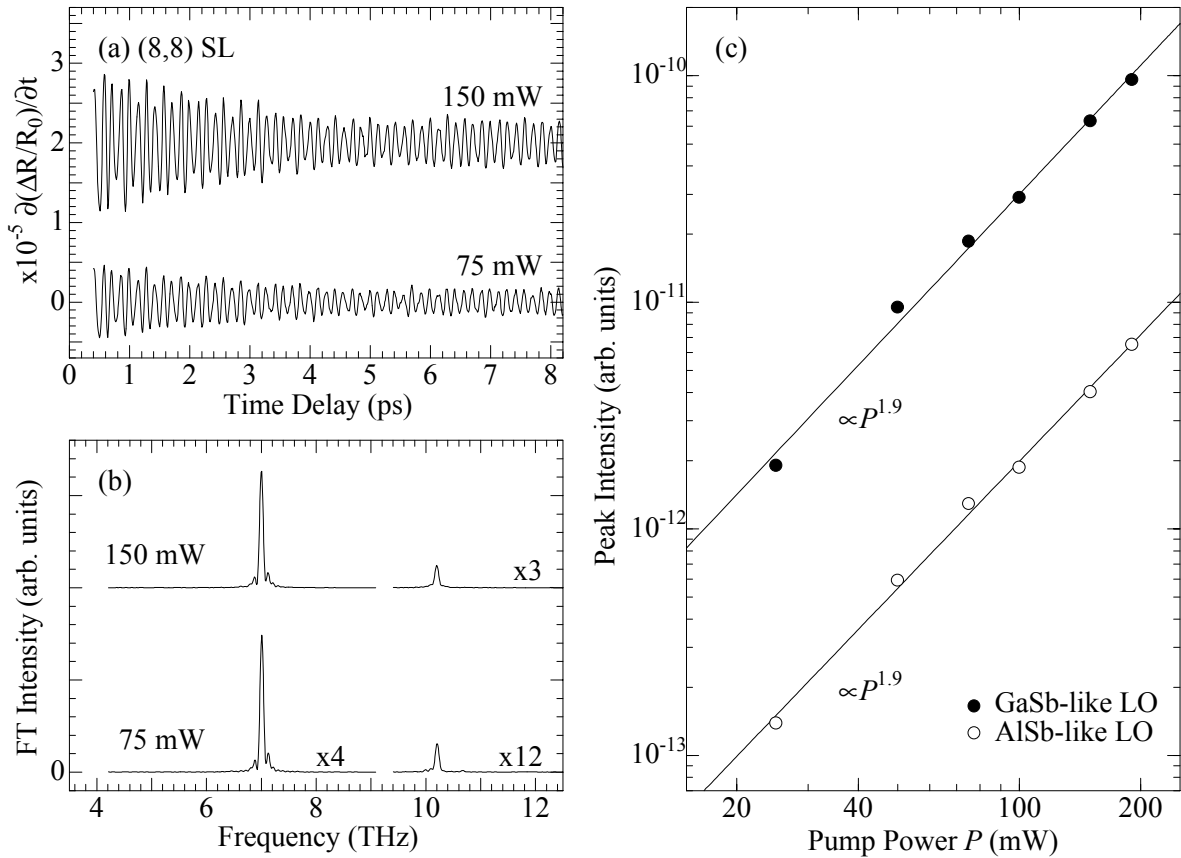 (a) (8,8) SL
150 mW
75 mW
3
2
1
0
x10⁻⁵ ∂(ΔR/R₀)/∂t
0 1 2 3 4 5 6 7 8
Time Delay (ps)
(b)
150 mW
x3
75 mW
x4
x12
0
FT Intensity (arb. units)
4 6 8 10 12
Frequency (THz)
(c)
10⁻¹⁰
10⁻¹¹
10⁻¹²
10⁻¹³
Peak Intensity (arb. units)
∝P¹·⁹
∝P¹·⁹
GaSb-like LO
AlSb-like LO
20 40 100 200
Pump Power P (mW)